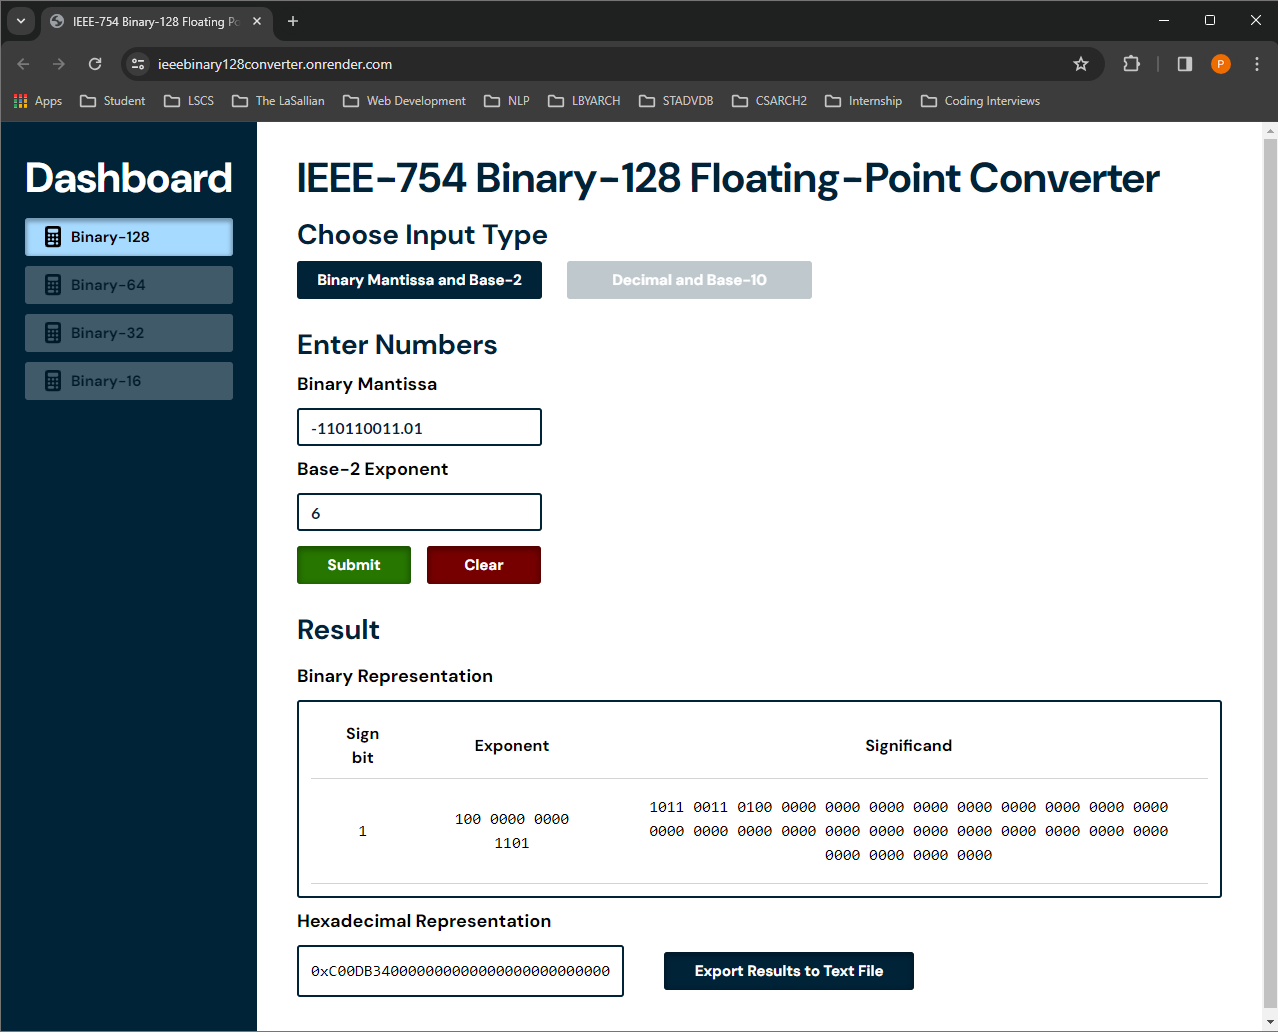 IEEE-754 Binary-128 Floating Po
ieeebinary128converter.onrender.com
P
Apps Student LSCS The LaSallian Web Development NLP LBYARCH STADVDB CSARCH2 Internship Coding Interviews
Dashboard
Binary-128
Binary-64
Binary-32
Binary-16
IEEE-754 Binary-128 Floating-Point Converter
Choose Input Type
Binary Mantissa and Base-2 Decimal and Base-10
Enter Numbers
Binary Mantissa
-110110011.01
Base-2 Exponent
6
Submit Clear
Result
Binary Representation
Sign
bit
Exponent
Significand
1
100 0000 0000
1101
1011 0011 0100 0000 0000 0000 0000 0000 0000 0000 0000 0000
0000 0000 0000 0000 0000 0000 0000 0000 0000 0000 0000 0000
0000 0000 0000 0000
Hexadecimal Representation
0xC00DB340000000000000000000000000
Export Results to Text File